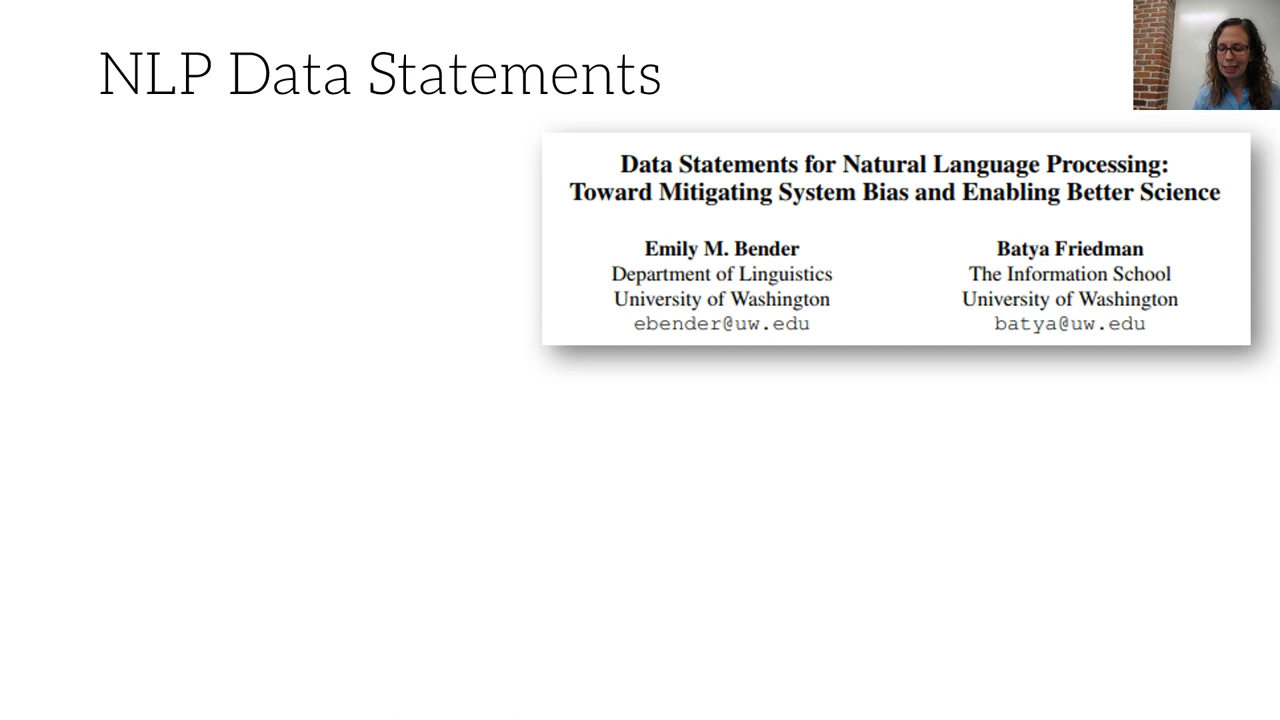 NLP Data Statements
Data Statements for Natural Language Processing:
Toward Mitigating System Bias and Enabling Better Science
Emily M. Bender
Department of Linguistics
University of Washington
ebender@uw.edu
Batya Friedman
The Information School
University of Washington
batya@uw.edu